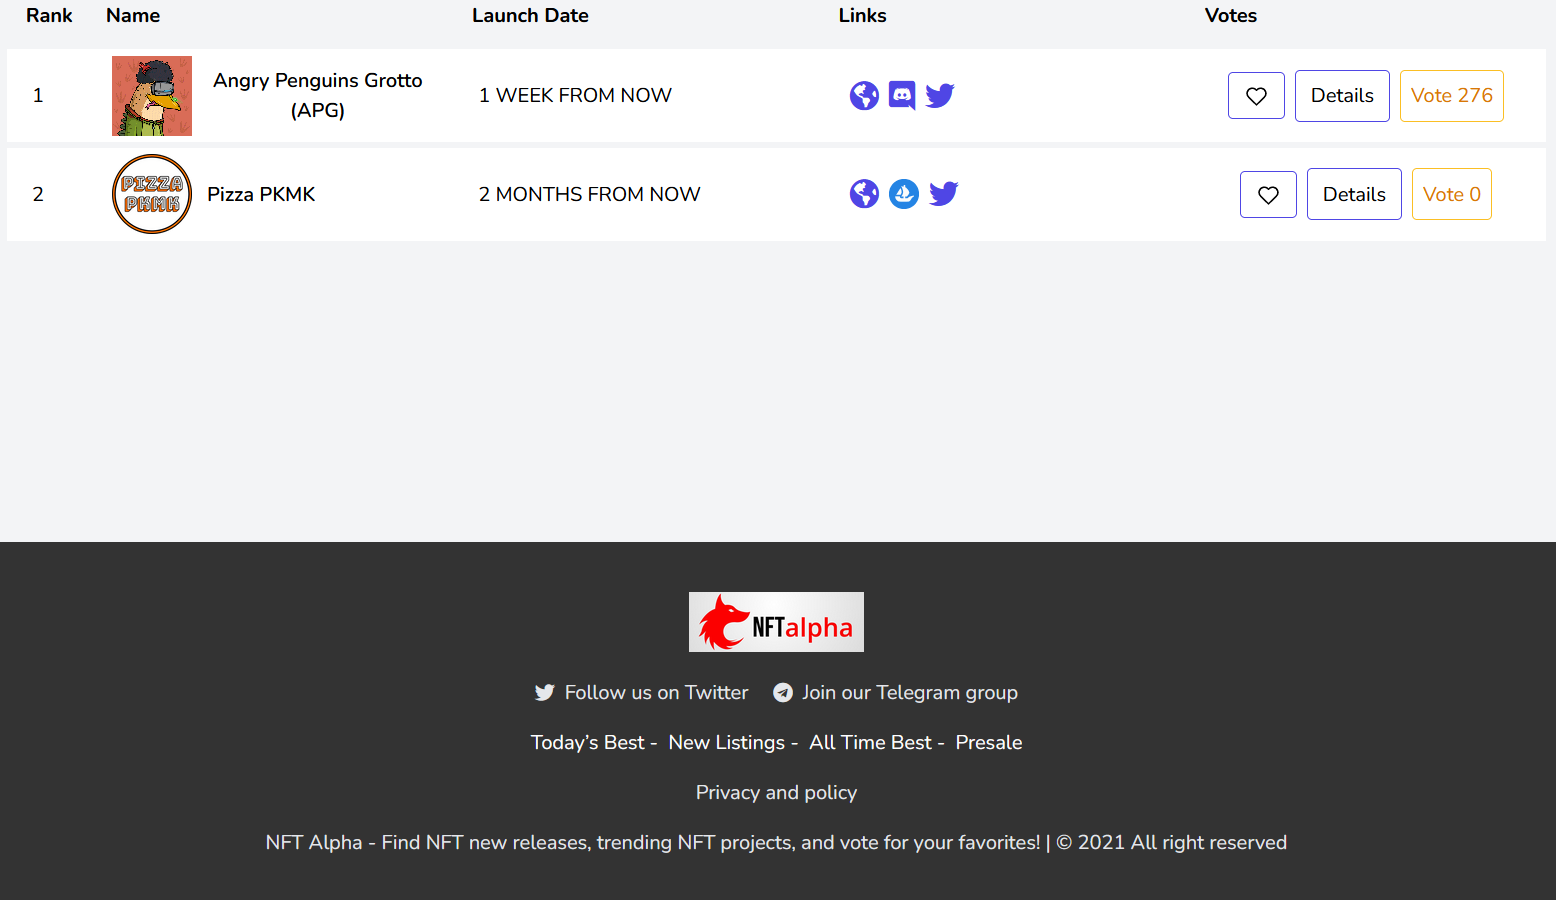 Rank Name Launch Date Links Votes
1 Angry Penguins Grotto (APG) 1 WEEK FROM NOW Details Vote 276
PIZZA
PKMK
2 Pizza PKMK 2 MONTHS FROM NOW Details Vote 0
NFTalpha
Follow us on Twitter Join our Telegram group
Today’s Best - New Listings - All Time Best - Presale
Privacy and policy
NFT Alpha - Find NFT new releases, trending NFT projects, and vote for your favorites! | © 2021 All right reserved